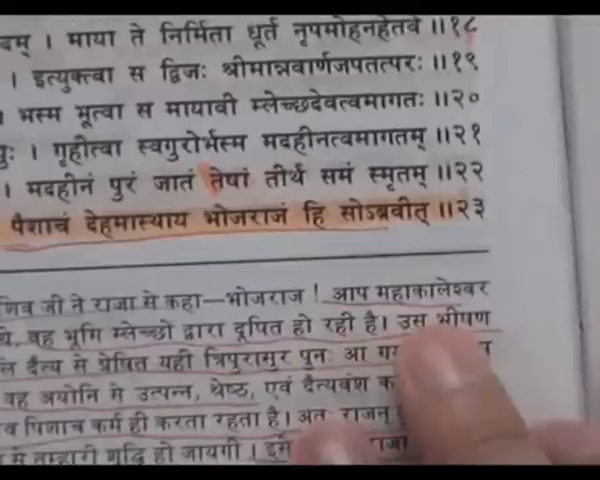 माया ते निर्मिता धूर्त नृपमोहनहेतवे ॥१८
। इत्युक्त्वा स द्विजः श्रीमान्नवार्णजपतत्परः ॥१९
। भस्म भूत्वा स मायावी म्लेच्छदेवत्वमागतः ॥२०
। गृहीत्वा स्वगुरोर्भस्म मदहीनत्वमागतम् ॥२१
। मदहीनं पुरं जातं तेषां तीर्थं समं स्मृतम् ॥२२
पैशाचं देहमास्थाय भोजराजं हि सोऽब्रवीत् ॥२३
शिव जी ने राजा से कहा—भोजराज ! आप महाकालेश्वर
वह भूमि म्लेच्छो द्वारा दूषित हो रही है। उस भीषण
दैत्य से प्रेषित यही त्रिपुरासुर पुनः आ
वह अयोनि से उत्पन्न, श्रेष्ठ, एवं दैत्यवंश
पिशाच कर्म ही करता रहता है। अतः राजन्
से तुम्हारी शुद्धि हो जायगी ।